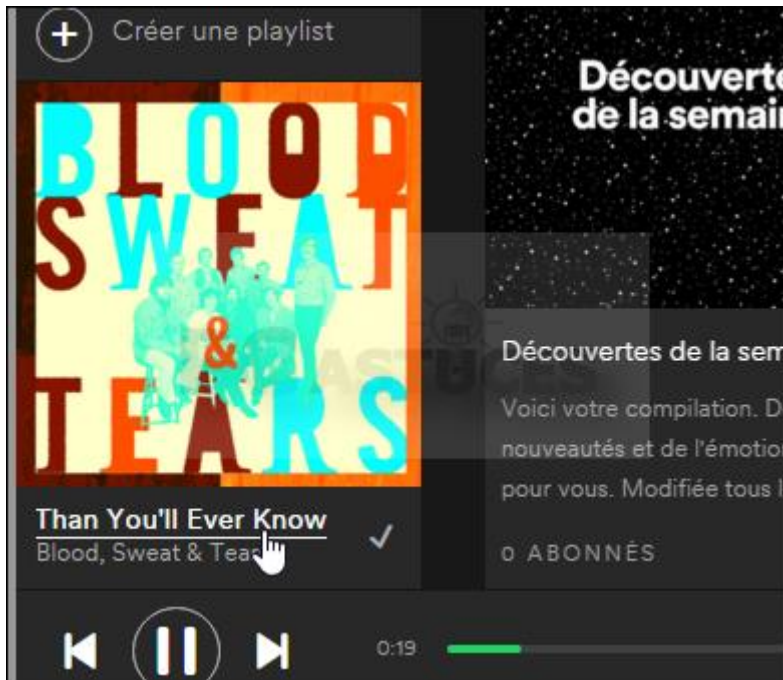 Créer une playlist
BLOOD
SWEAT
&
TEARS
Than You'll Ever Know
Blood, Sweat & Tea
0:19
Découverte
de la semai
Découvertes de la sem
Voici votre compilation. D
nouveautés et de l'émotio
pour vous. Modifiée tous l
0 ABONNÉS
ASTUCES